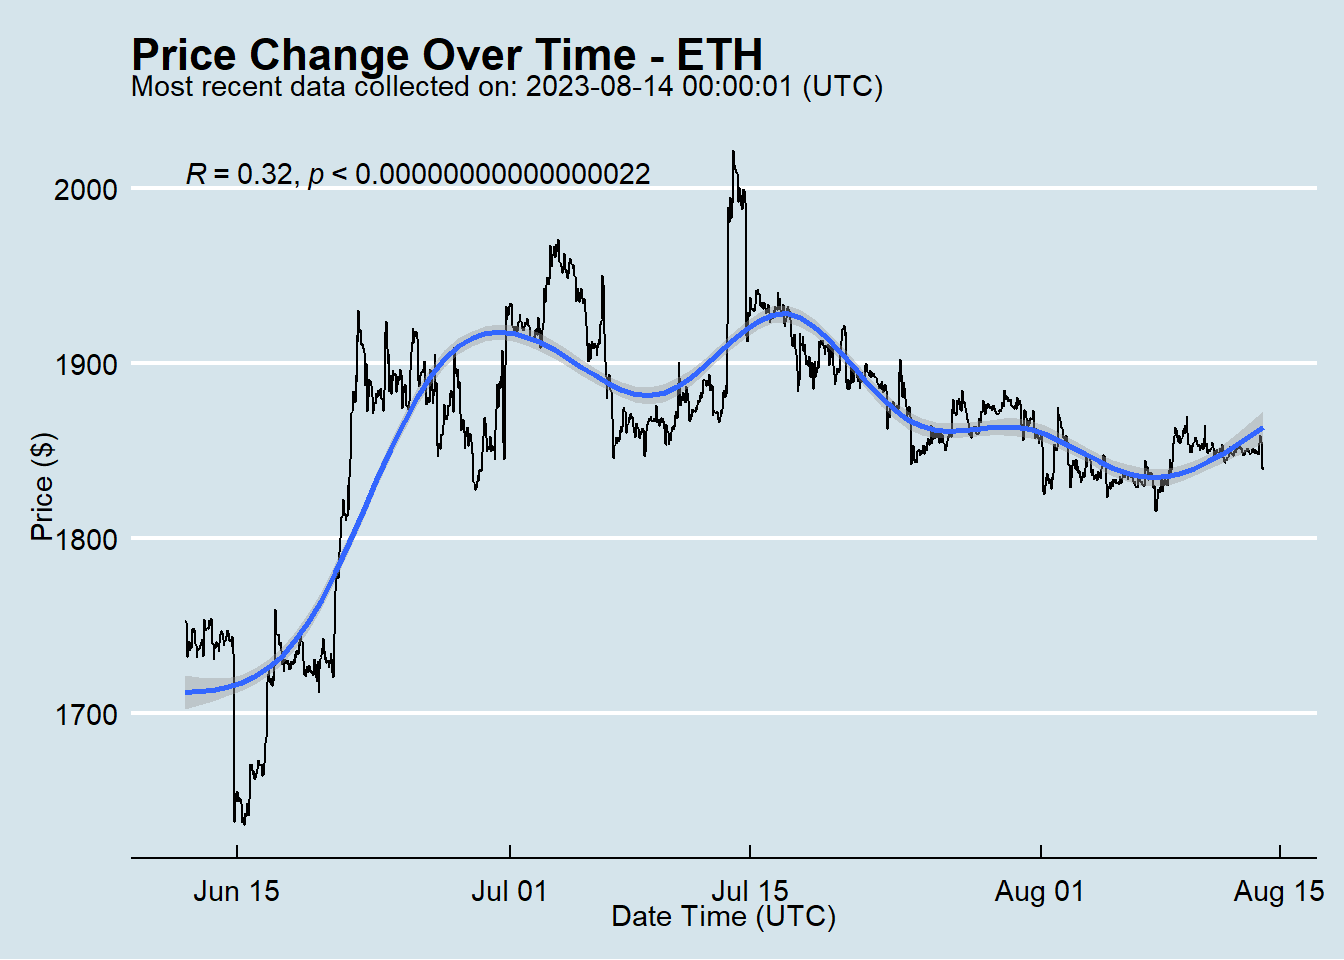 Price Change Over Time - ETH
Most recent data collected on: 2023-08-14 00:00:01 (UTC)
R = 0.32, p < 0.00000000000000022
2000
1900
1800
1700
Price ($)
Jun 15
Jul 01
Jul 15
Aug 01
Aug 15
Date Time (UTC)